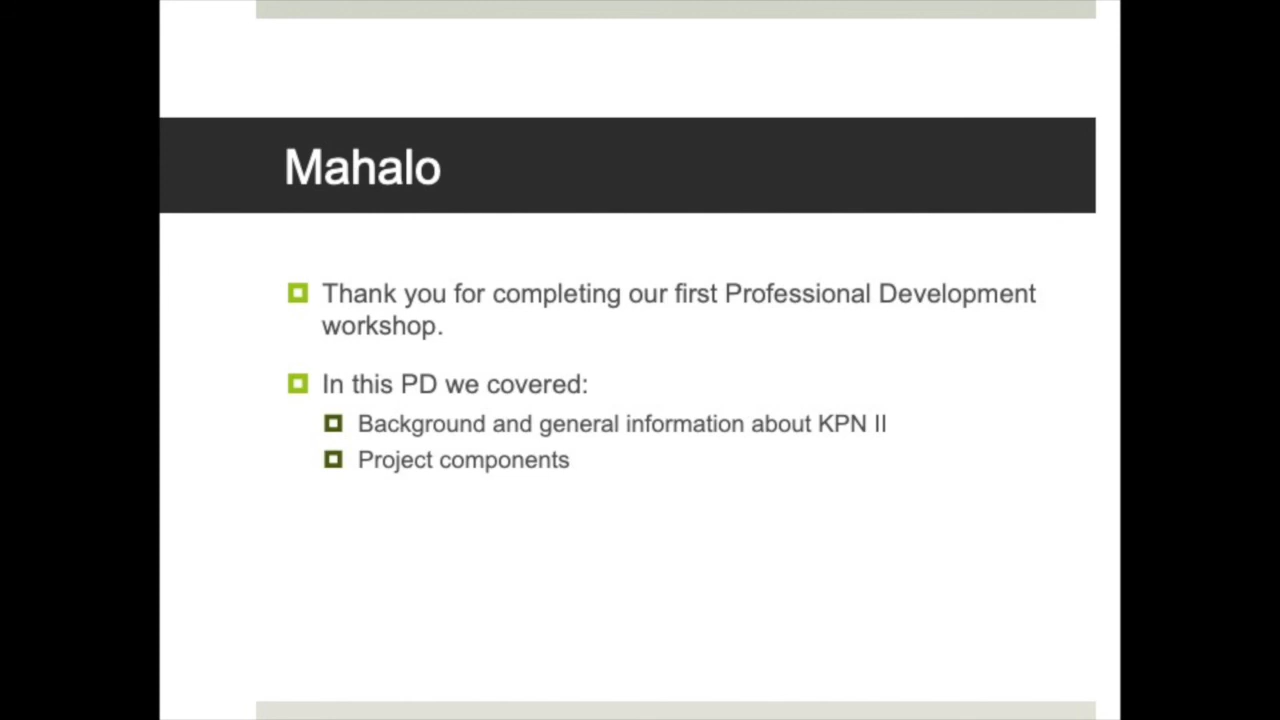 Mahalo
Thank you for completing our first Professional Development
workshop.
In this PD we covered:
Background and general information about KPN II
Project components